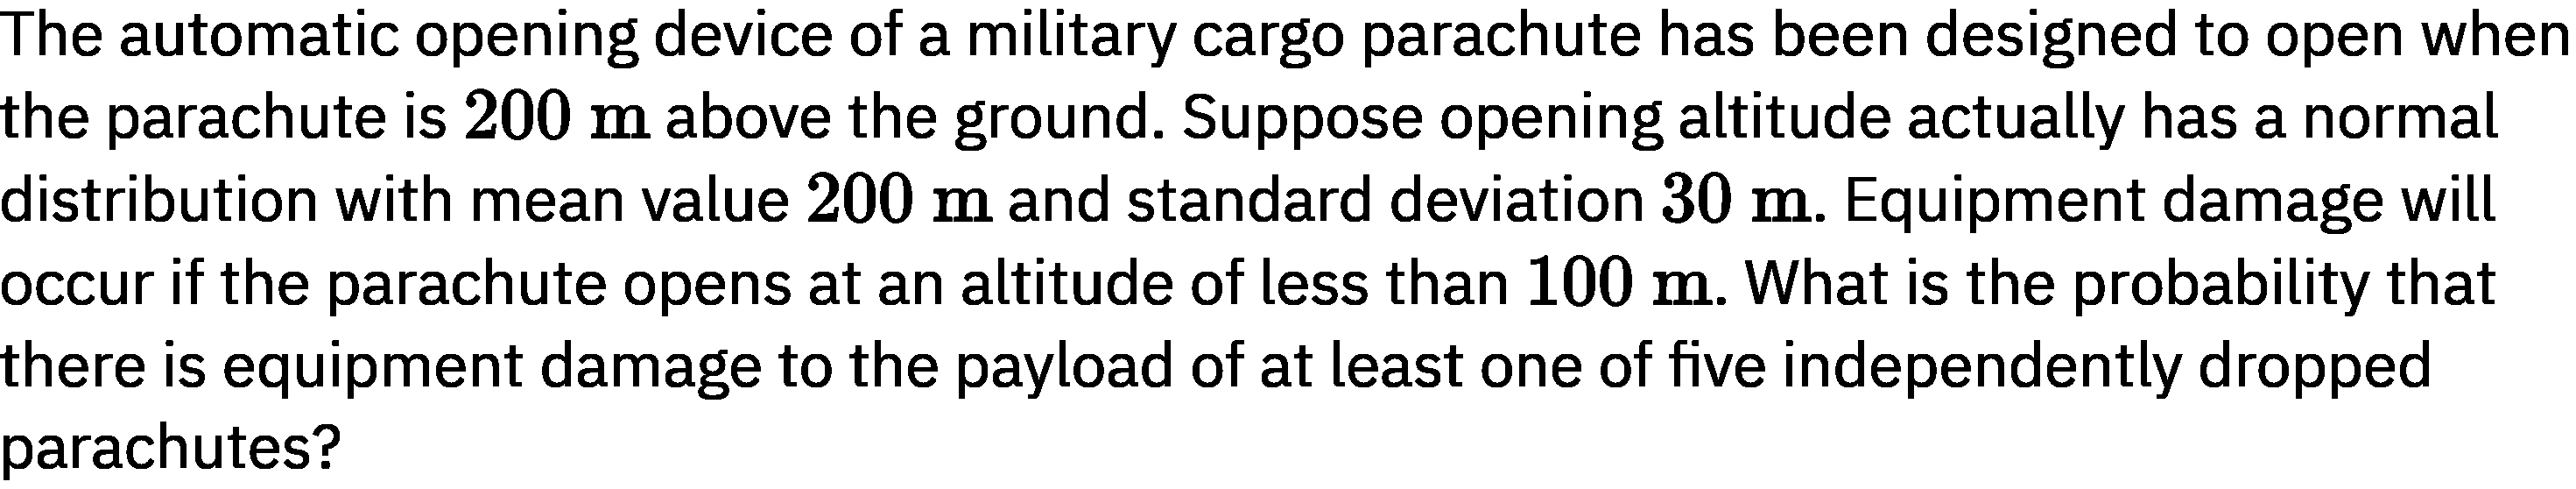 The automatic opening device of a military cargo parachute has been designed to open when
the parachute is 200 m above the ground. Suppose opening altitude actually has a normal
distribution with mean value 200 m and standard deviation 30 m. Equipment damage will
occur if the parachute opens at an altitude of less than 100 m. What is the probability that
there is equipment damage to the payload of at least one of five independently dropped
parachutes?